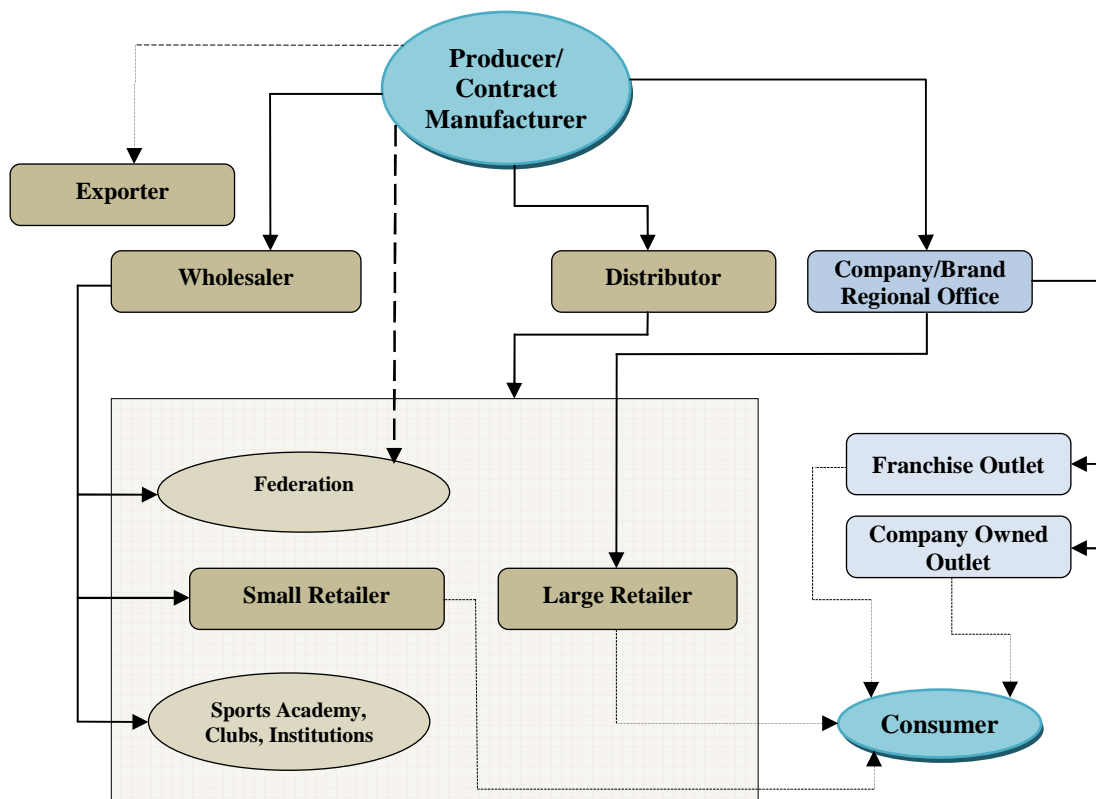 Producer/
Contract
Manufacturer
Exporter
Wholesaler
Distributor
Company/Brand
Regional Office
Federation
Franchise Outlet
Company Owned
Outlet
Small Retailer
Large Retailer
Sports Academy,
Clubs, Institutions
Consumer